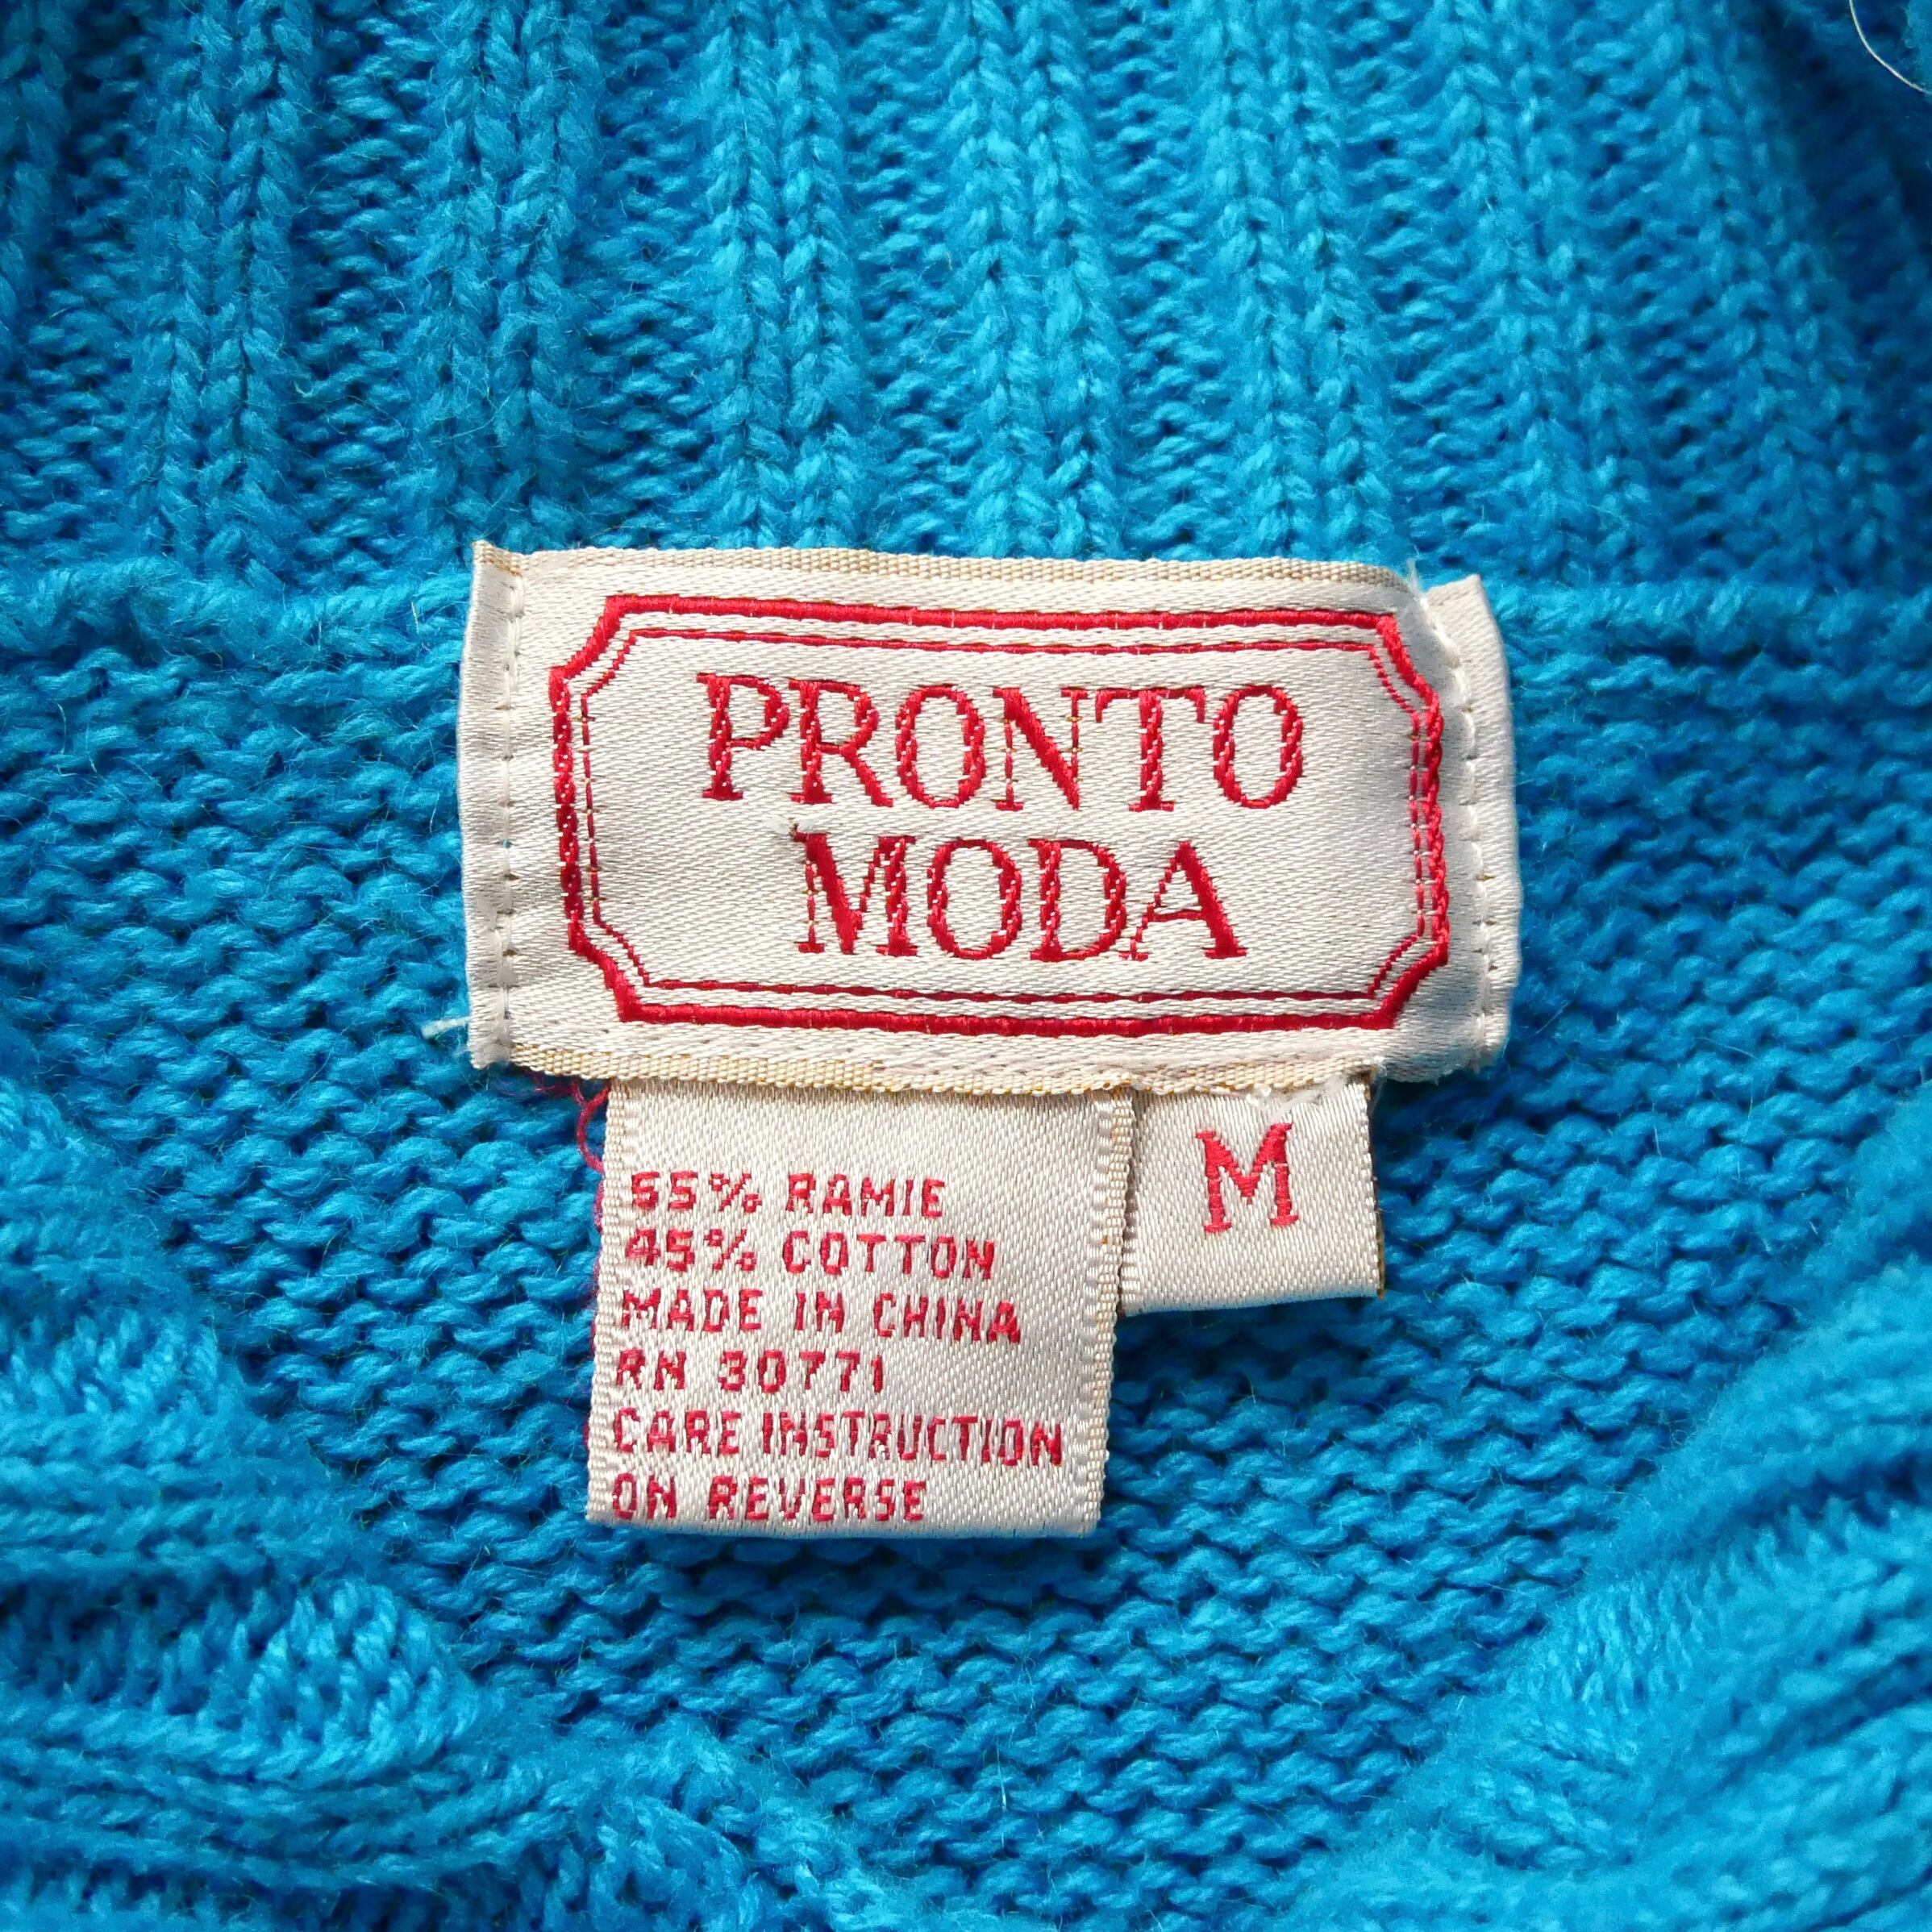 PRONTO
MODA
M
55% RAMIE
45% COTTON
MADE IN CHINA
RN 30771
CARE INSTRUCTION
ON REVERSE